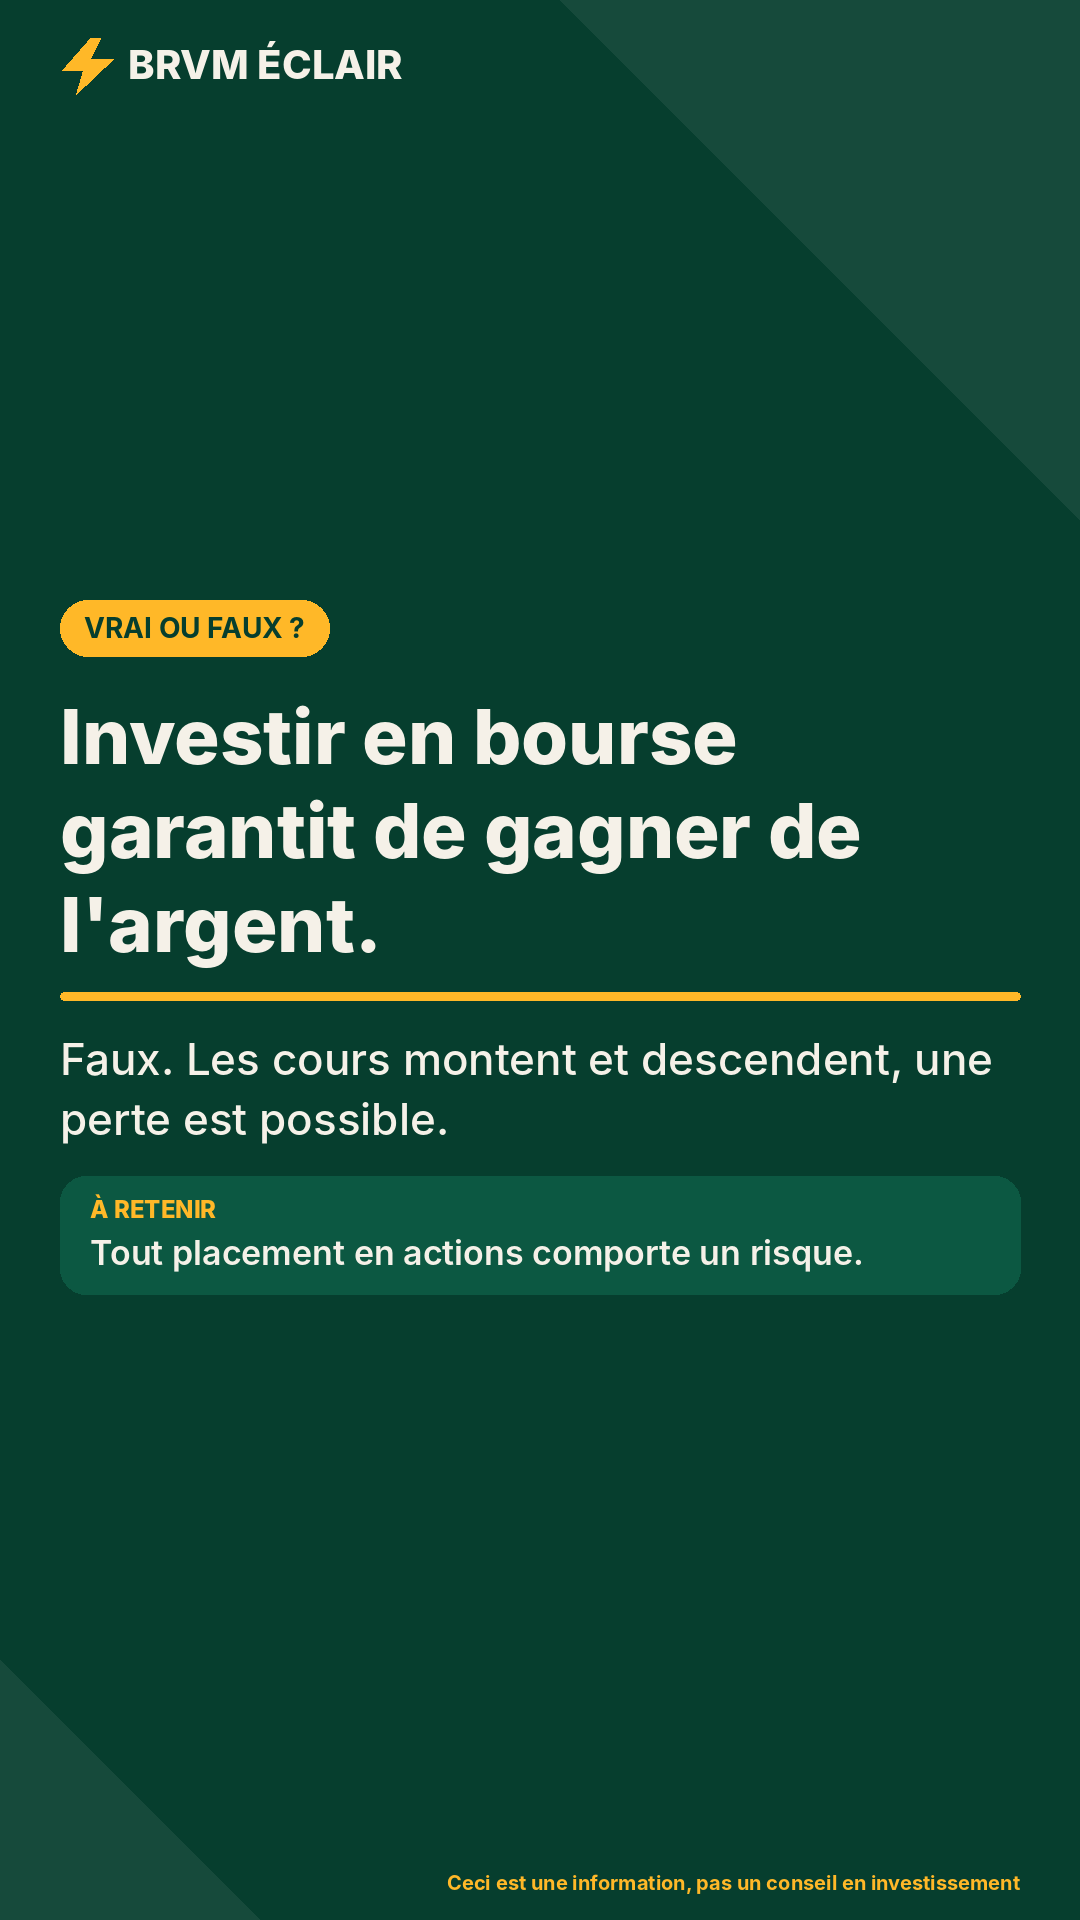 BRVM ÉCLAIR
VRAI OU FAUX ?
Investir en bourse
garantit de gagner de
l'argent.
Faux. Les cours montent et descendent, une
perte est possible.
À RETENIR
Tout placement en actions comporte un risque.
Ceci est une information, pas un conseil en investissement